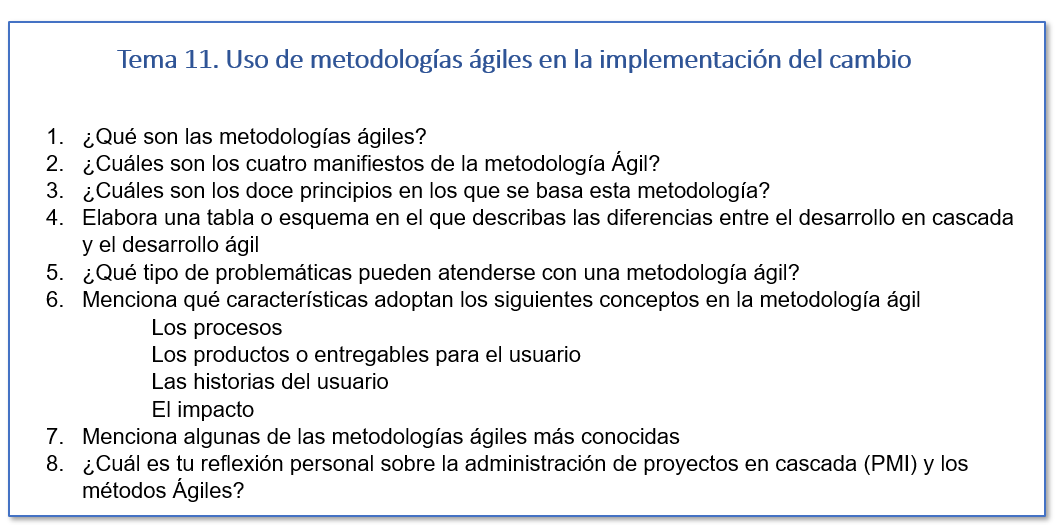 Tema 11. Uso de metodologías ágiles en la implementación del cambio
1. ¿Qué son las metodologías ágiles?
2. ¿Cuáles son los cuatro manifiestos de la metodología Ágil?
3. ¿Cuáles son los doce principios en los que se basa esta metodología?
4. Elabora una tabla o esquema en el que describas las diferencias entre el desarrollo en cascada
y el desarrollo ágil
5. ¿Qué tipo de problemáticas pueden atenderse con una metodología ágil?
6. Menciona qué características adoptan los siguientes conceptos en la metodología ágil
Los procesos
Los productos o entregables para el usuario
Las historias del usuario
El impacto
7. Menciona algunas de las metodologías ágiles más conocidas
8. ¿Cuál es tu reflexión personal sobre la administración de proyectos en cascada (PMI) y los
métodos Ágiles?